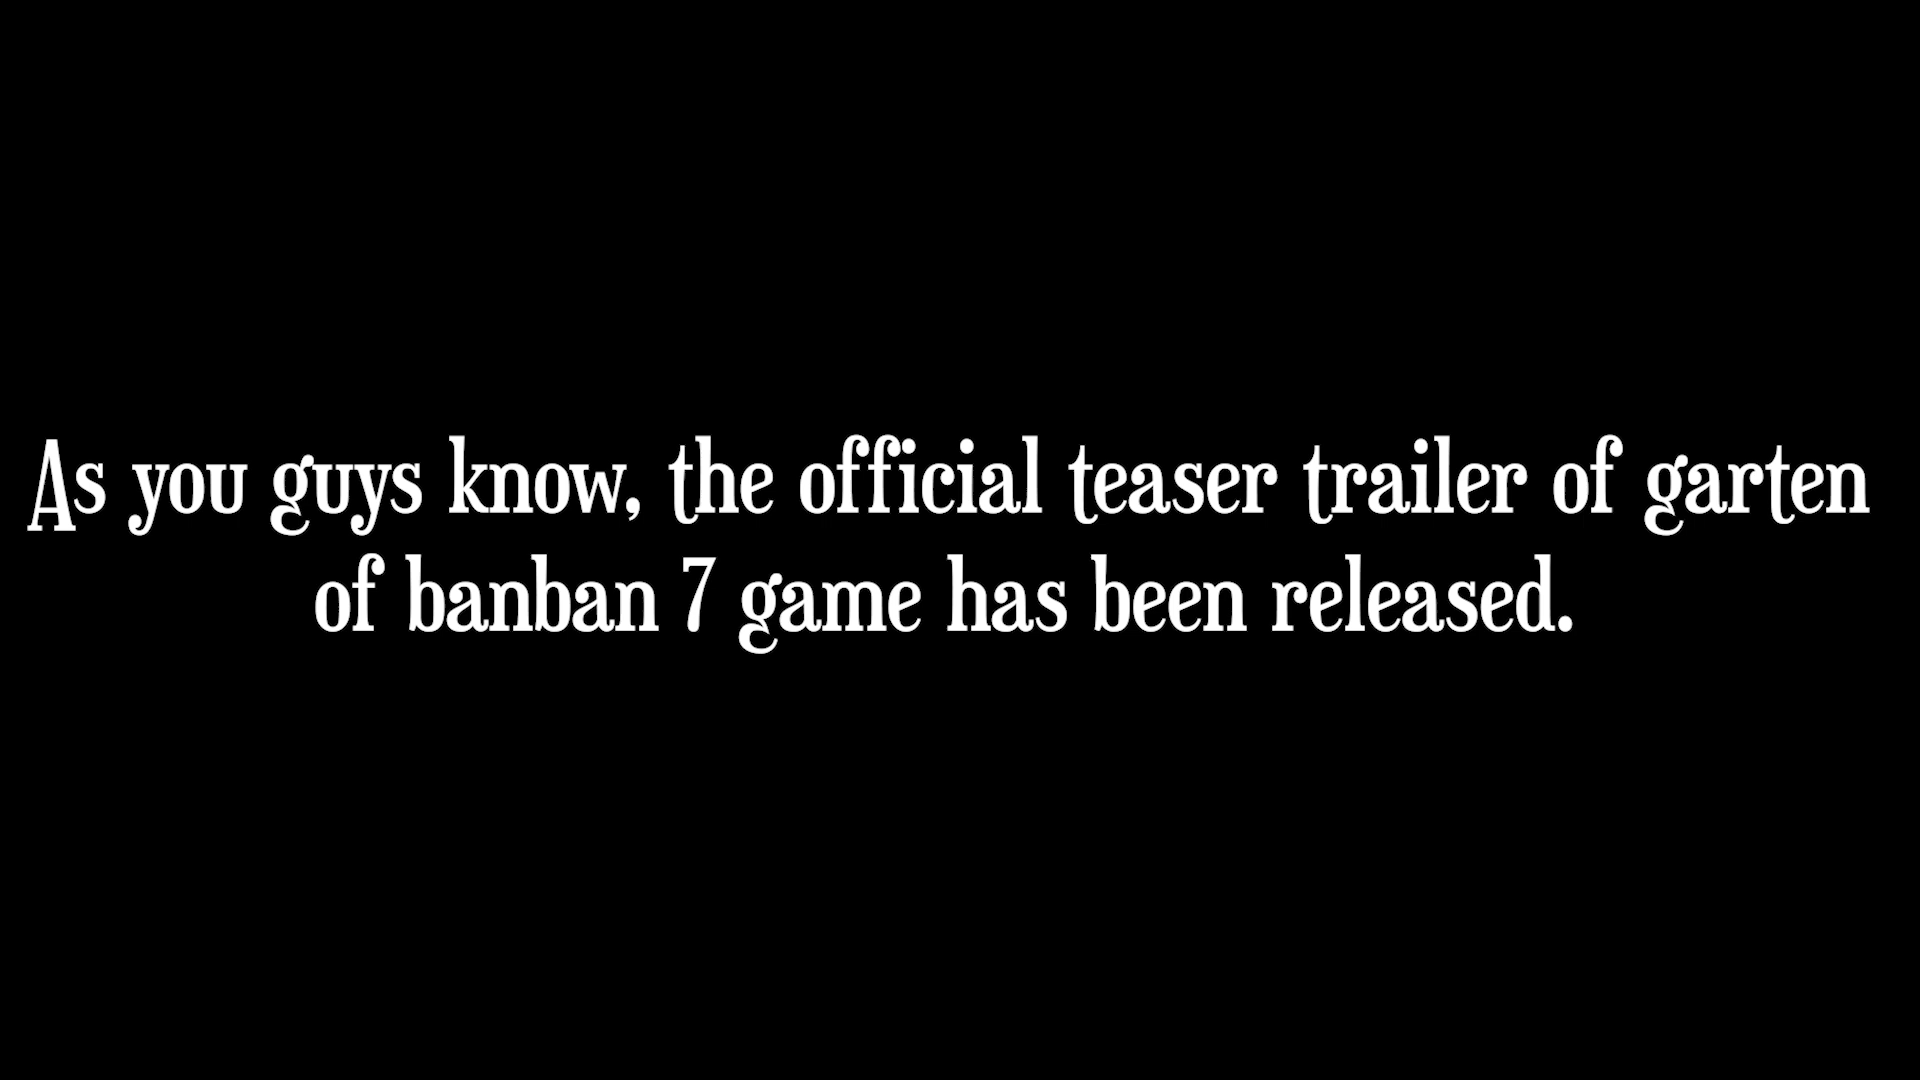 As you guys know, the official teaser trailer of garten
of banban 7 game has been released.